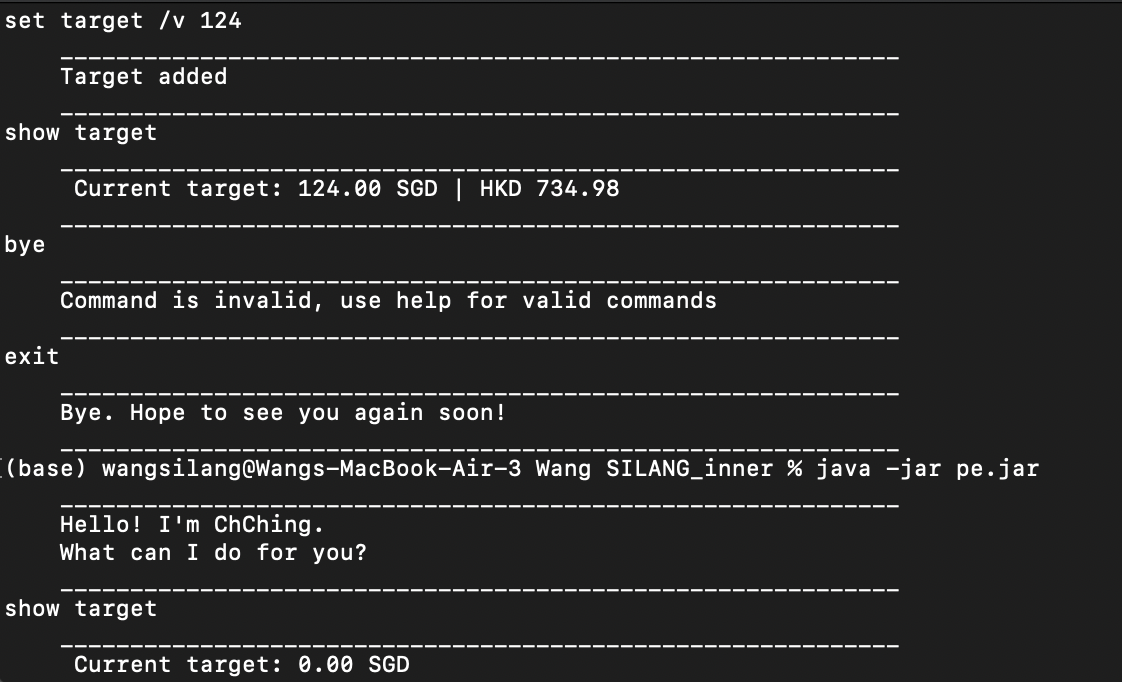 set target /v 124
____________________________________________________________
Target added
____________________________________________________________
show target
____________________________________________________________
Current target: 124.00 SGD | HKD 734.98
____________________________________________________________
bye
____________________________________________________________
Command is invalid, use help for valid commands
____________________________________________________________
exit
____________________________________________________________
Bye. Hope to see you again soon!
____________________________________________________________
(base) wangsilang@Wangs-MacBook-Air-3 Wang SILANG_inner % java -jar pe.jar
____________________________________________________________
Hello! I'm ChChing.
What can I do for you?
____________________________________________________________
show target
____________________________________________________________
Current target: 0.00 SGD